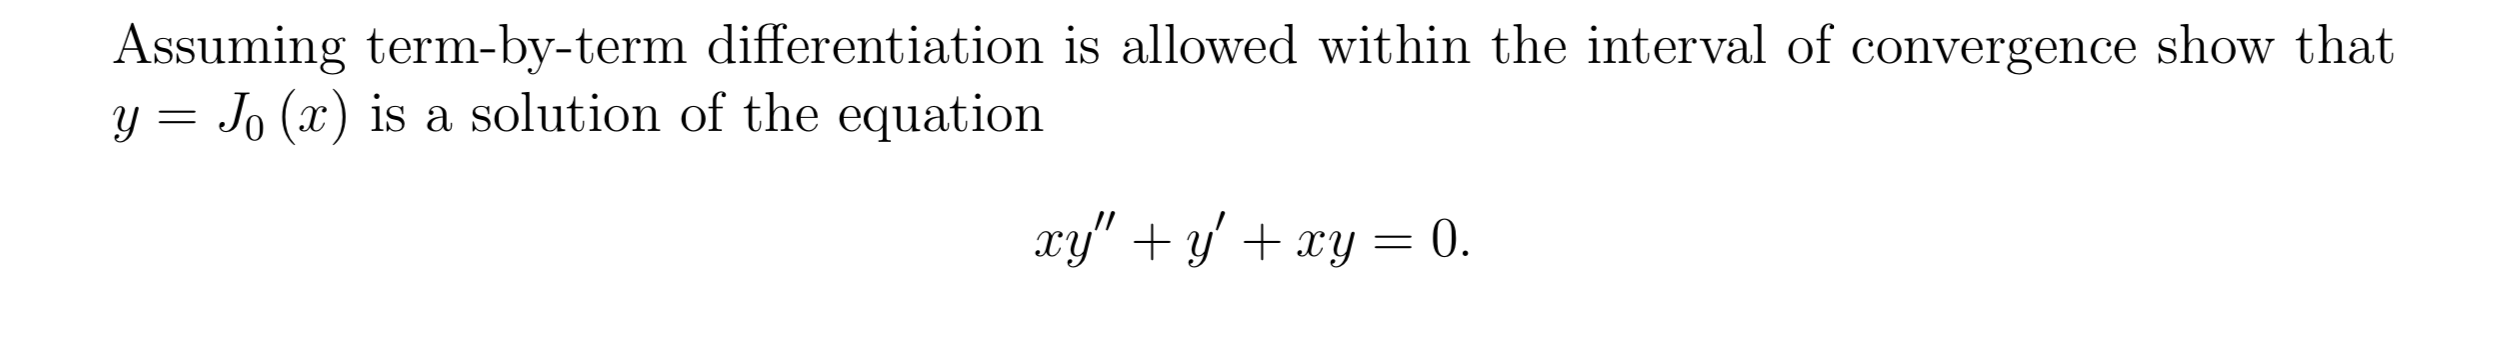 Assuming term-by-term differentiation is allowed within the interval of convergence show that
y = J₀ (x) is a solution of the equation
xy″ + y′ + xy = 0.